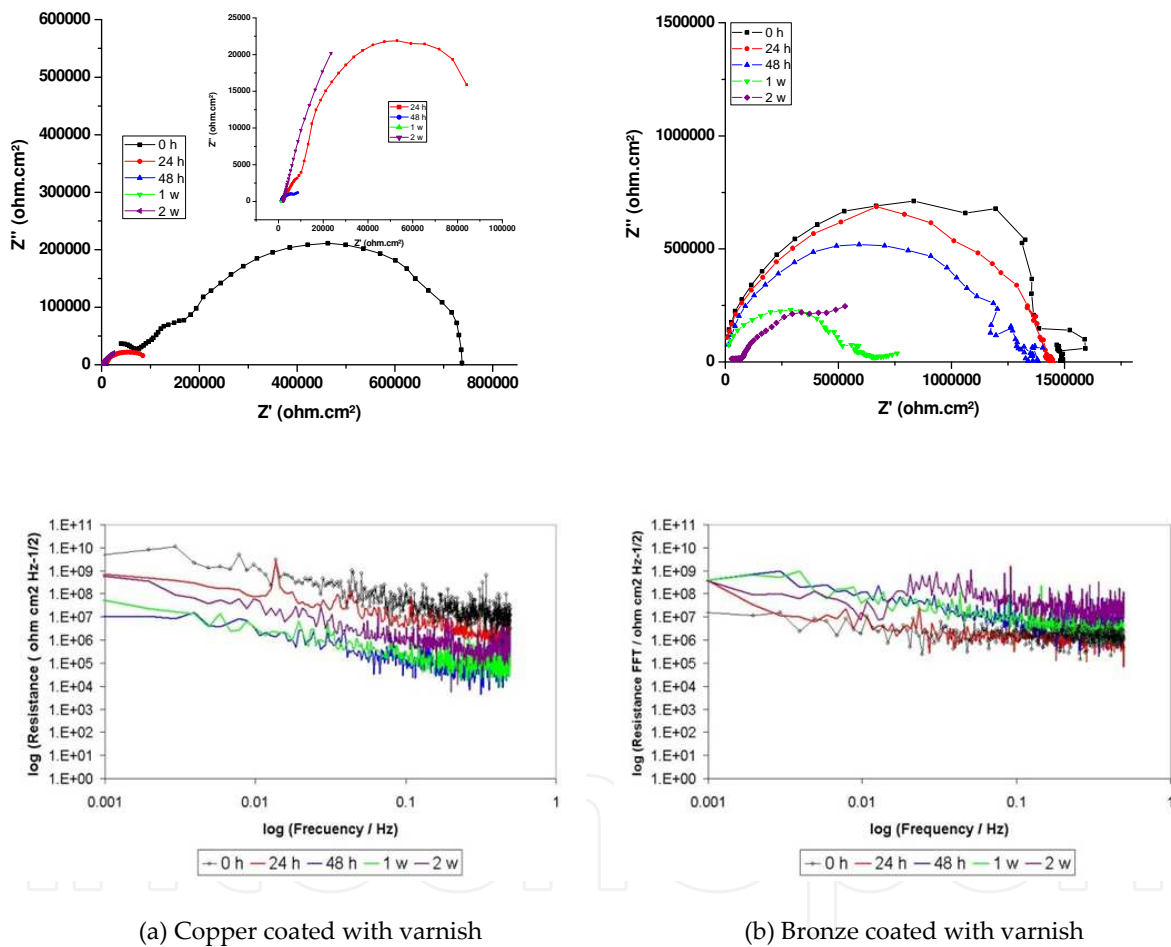 600000
500000
400000
300000
200000
100000
0
Z'' (ohm.cm²)
0 200000 400000 600000 800000
Z' (ohm.cm²)
0 h
24 h
48 h
1 w
2 w
25000
20000
15000
10000
5000
0
Z'' (ohm.cm²)
0 20000 40000 60000 80000 100000
Z' (ohm.cm²)
24 h
48 h
1 w
2 w
1500000
1000000
500000
0
Z'' (ohm.cm²)
0 500000 1000000 1500000
Z' (ohm.cm²)
0 h
24 h
48 h
1 w
2 w
1.E+11
1.E+10
1.E+09
1.E+08
1.E+07
1.E+06
1.E+05
1.E+04
1.E+03
1.E+02
1.E+01
1.E+00
log (Resistance ( ohm cm2 Hz-1/2)
0.001 0.01 0.1 1
log (Frecuency / Hz)
0 h 24 h 48 h 1 w 2 w
1.E+11
1.E+10
1.E+09
1.E+08
1.E+07
1.E+06
1.E+05
1.E+04
1.E+03
1.E+02
1.E+01
1.E+00
log (Resistance FFT / ohm cm2 Hz-1/2)
0.001 0.01 0.1 1
log (Frequency / Hz)
0 h 24 h 48 h 1 w 2 w
(a) Copper coated with varnish
(b) Bronze coated with varnish